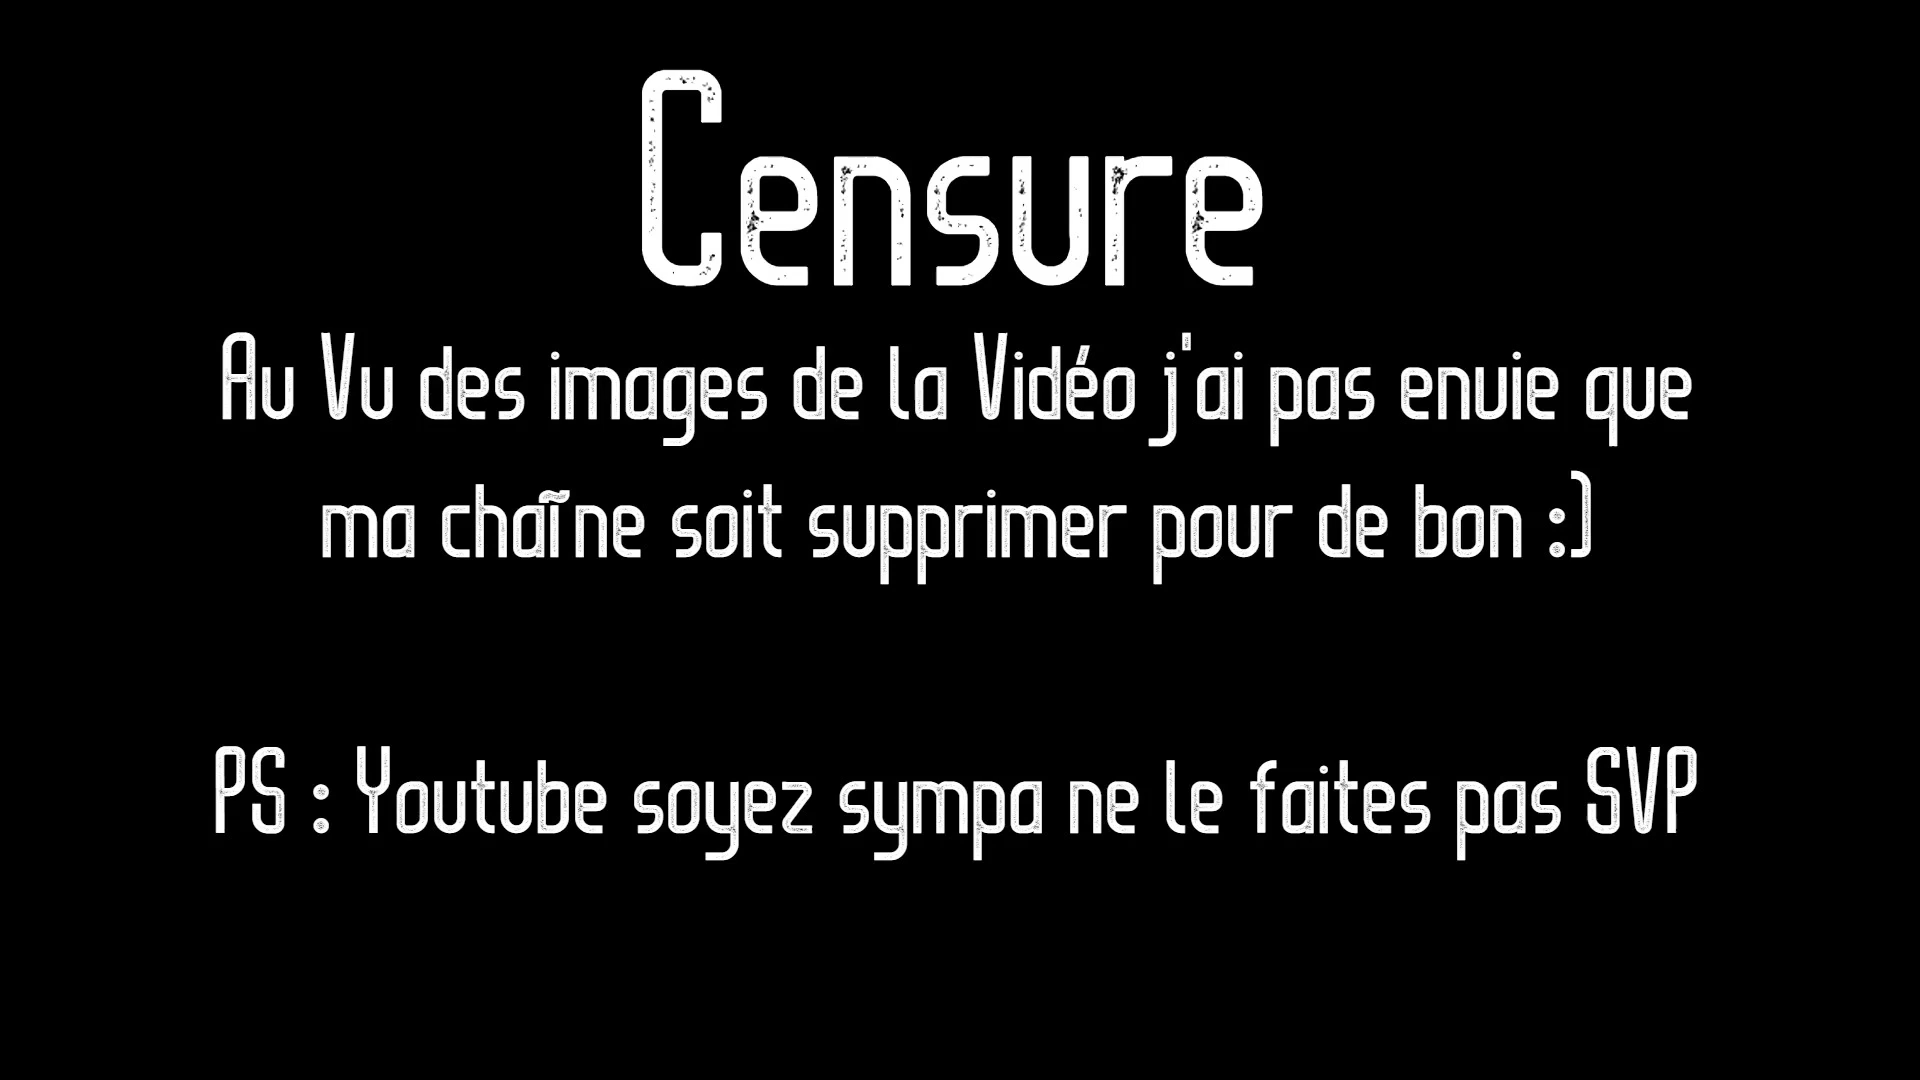 Censure
Au Vu des images de la Vidéo j'ai pas envie que
ma chaîne soit supprimer pour de bon :)
PS : Youtube soyez sympa ne le faites pas SVP